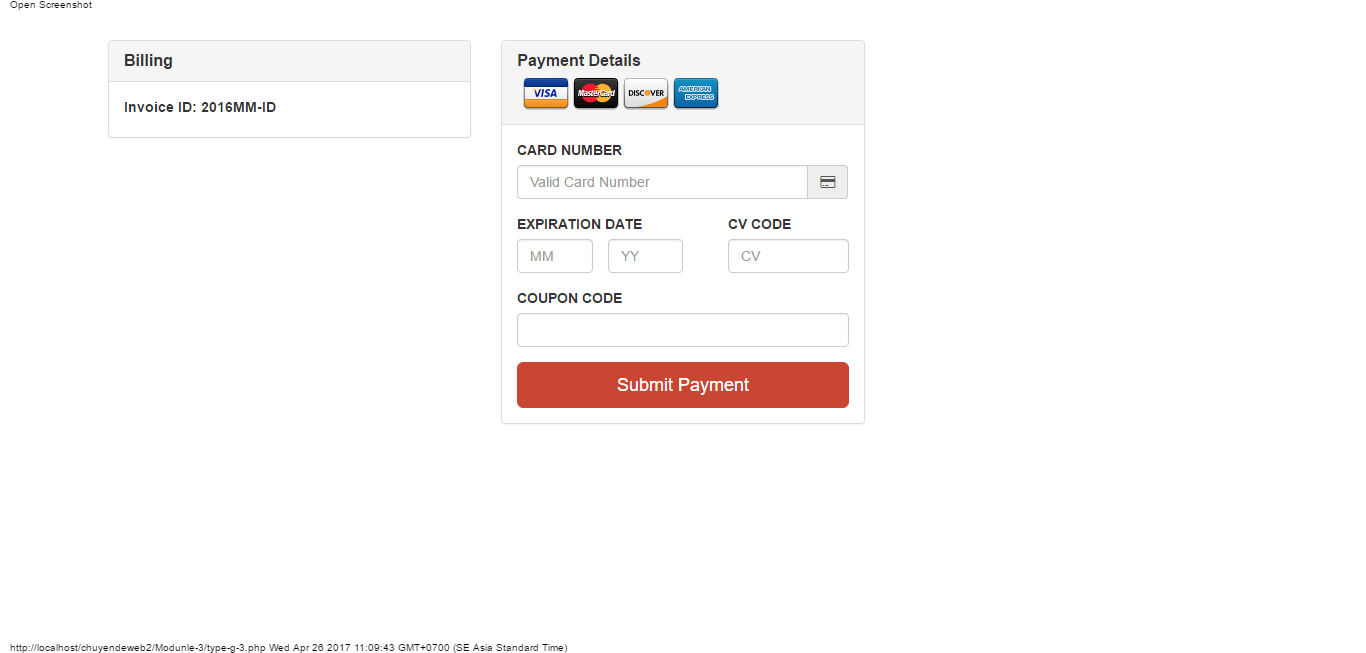 Open Screenshot
Billing
Invoice ID: 2016MM-ID
Payment Details
VISA MasterCard DISCOVER AMERICAN EXPRESS
CARD NUMBER
Valid Card Number
EXPIRATION DATE CV CODE
MM YY CV
COUPON CODE
Submit Payment
http://localhost/chuyendeweb2/Modunle-3/type-g-3.php Wed Apr 26 2017 11:09:43 GMT+0700 (SE Asia Standard Time)